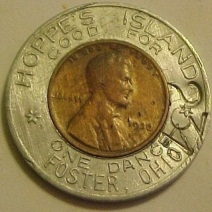 HOPPE'S ISLAND
GOOD FOR
ONE DANCE
FOSTER, OHIO